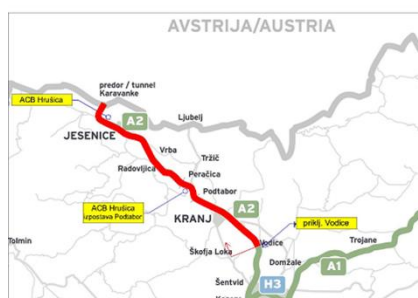 AVSTRIJA/AUSTRIA
predor / tunnel
Karavanke
ACB Hrušica
A2
Ljubelj
JESENICE
Vrba
Tržič
Radovljica
Peračica
Podtabor
ACB Hrušica
izpostava Podtabor
KRANJ
A2
priklj. Vodice
Tolmin
Škofja Loka
Vodice
Trojane
Domžale
A1
Šentvid
H3